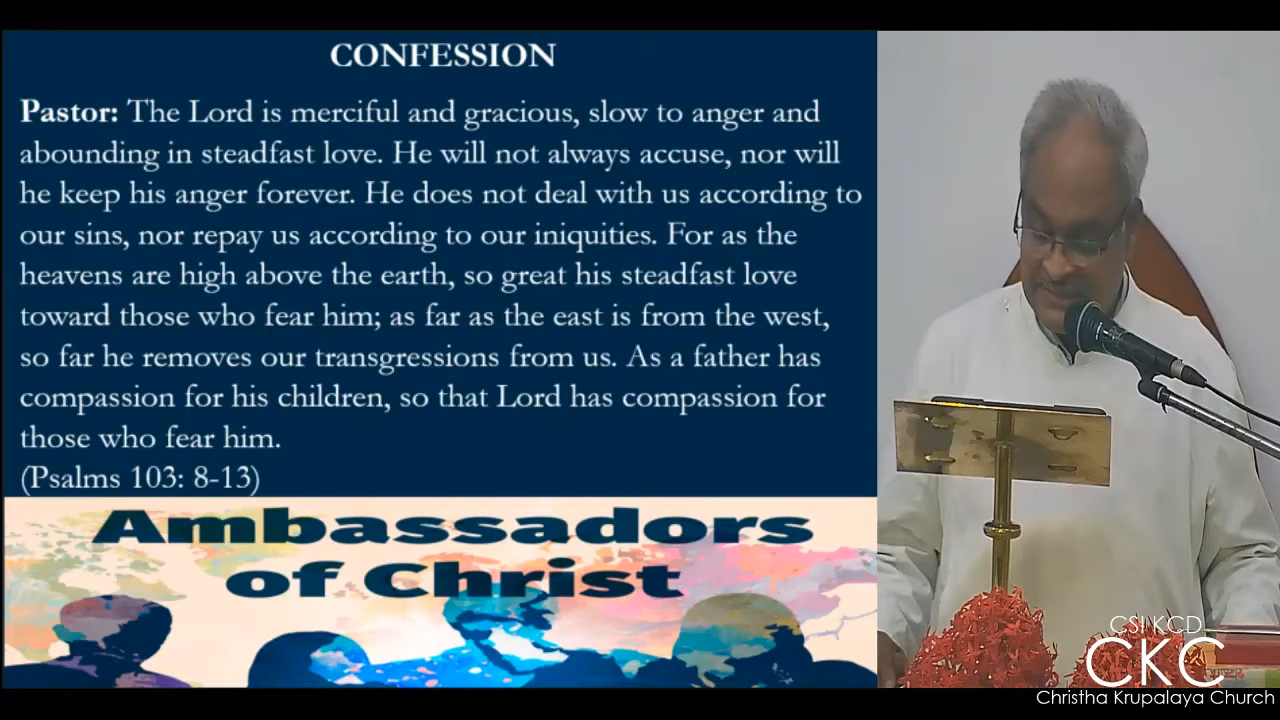 CONFESSION
Pastor: The Lord is merciful and gracious, slow to anger and
abounding in steadfast love. He will not always accuse, nor will
he keep his anger forever. He does not deal with us according to
our sins, nor repay us according to our iniquities. For as the
heavens are high above the earth, so great his steadfast love
toward those who fear him; as far as the east is from the west,
so far he removes our transgressions from us. As a father has
compassion for his children, so that Lord has compassion for
those who fear him.
(Psalms 103: 8-13)
Ambassadors
of Christ
CSI KCD
CKC
Christha Krupalaya Church